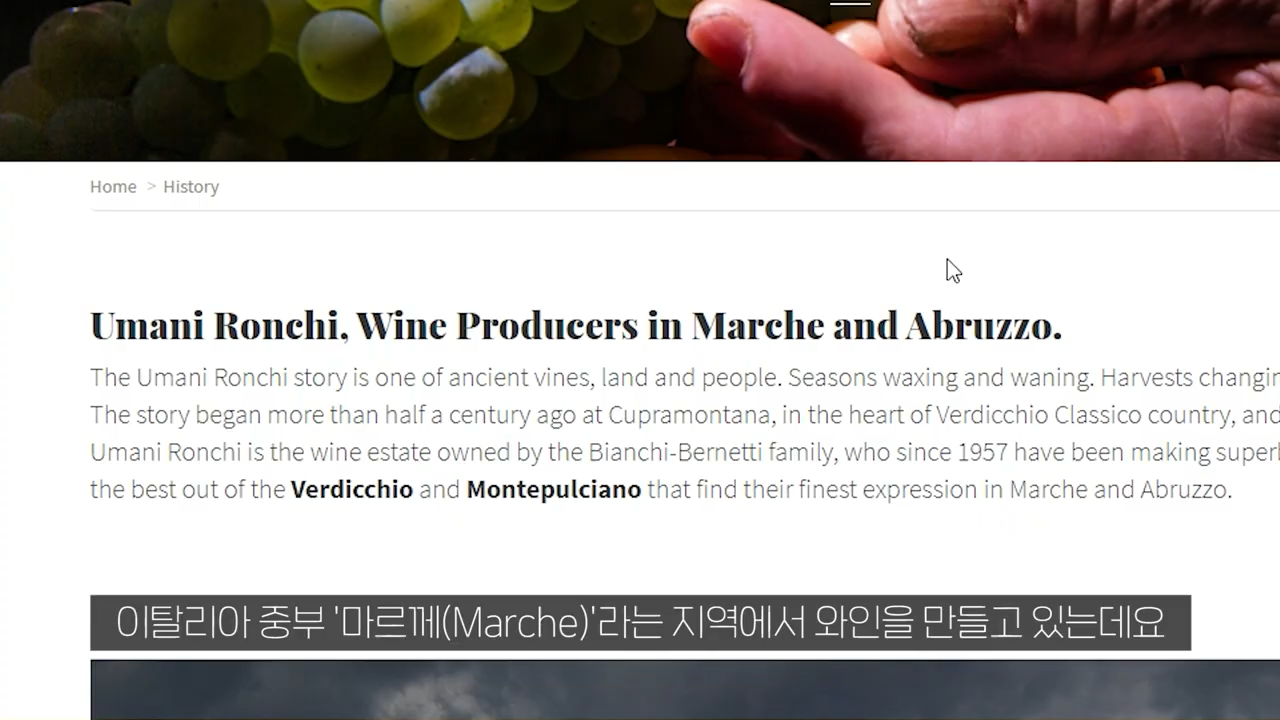 Home > History
Umani Ronchi, Wine Producers in Marche and Abruzzo.
The Umani Ronchi story is one of ancient vines, land and people. Seasons waxing and waning. Harvests
The story began more than half a century ago at Cupramontana, in the heart of Verdicchio Classico country, and
Umani Ronchi is the wine estate owned by the Bianchi-Bernetti family, who since 1957 have been making
the best out of the Verdicchio and Montepulciano that find their finest expression in Marche and Abruzzo.
이탈리아 중부 '마르께(Marche)'라는 지역에서 와인을 만들고 있는데요